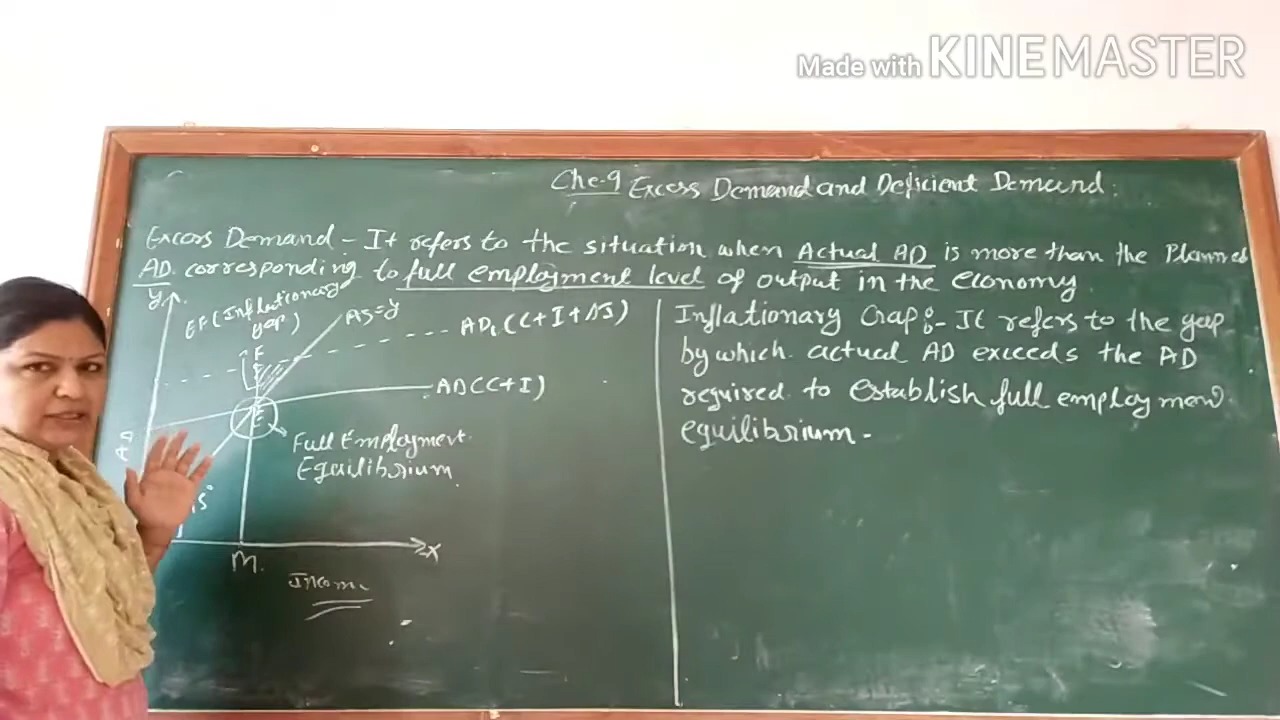 Made with KINEMASTER
Che-9 Excess Demand and Deficient Demand.
Excess Demand - It refers to the situation when Actual AD is more than the Planned
AD corresponding to full employment level of output in the economy.
Y
EF (Inflationary
gap)
AS=Y
AD1 (C+I+ΔI)
F
AD (C+I)
E
Full Employment
Equilibrium
M.
X
Income
Inflationary Gap:- It refers to the gap
by which actual AD exceeds the AD
required to establish full employment
equilibrium -